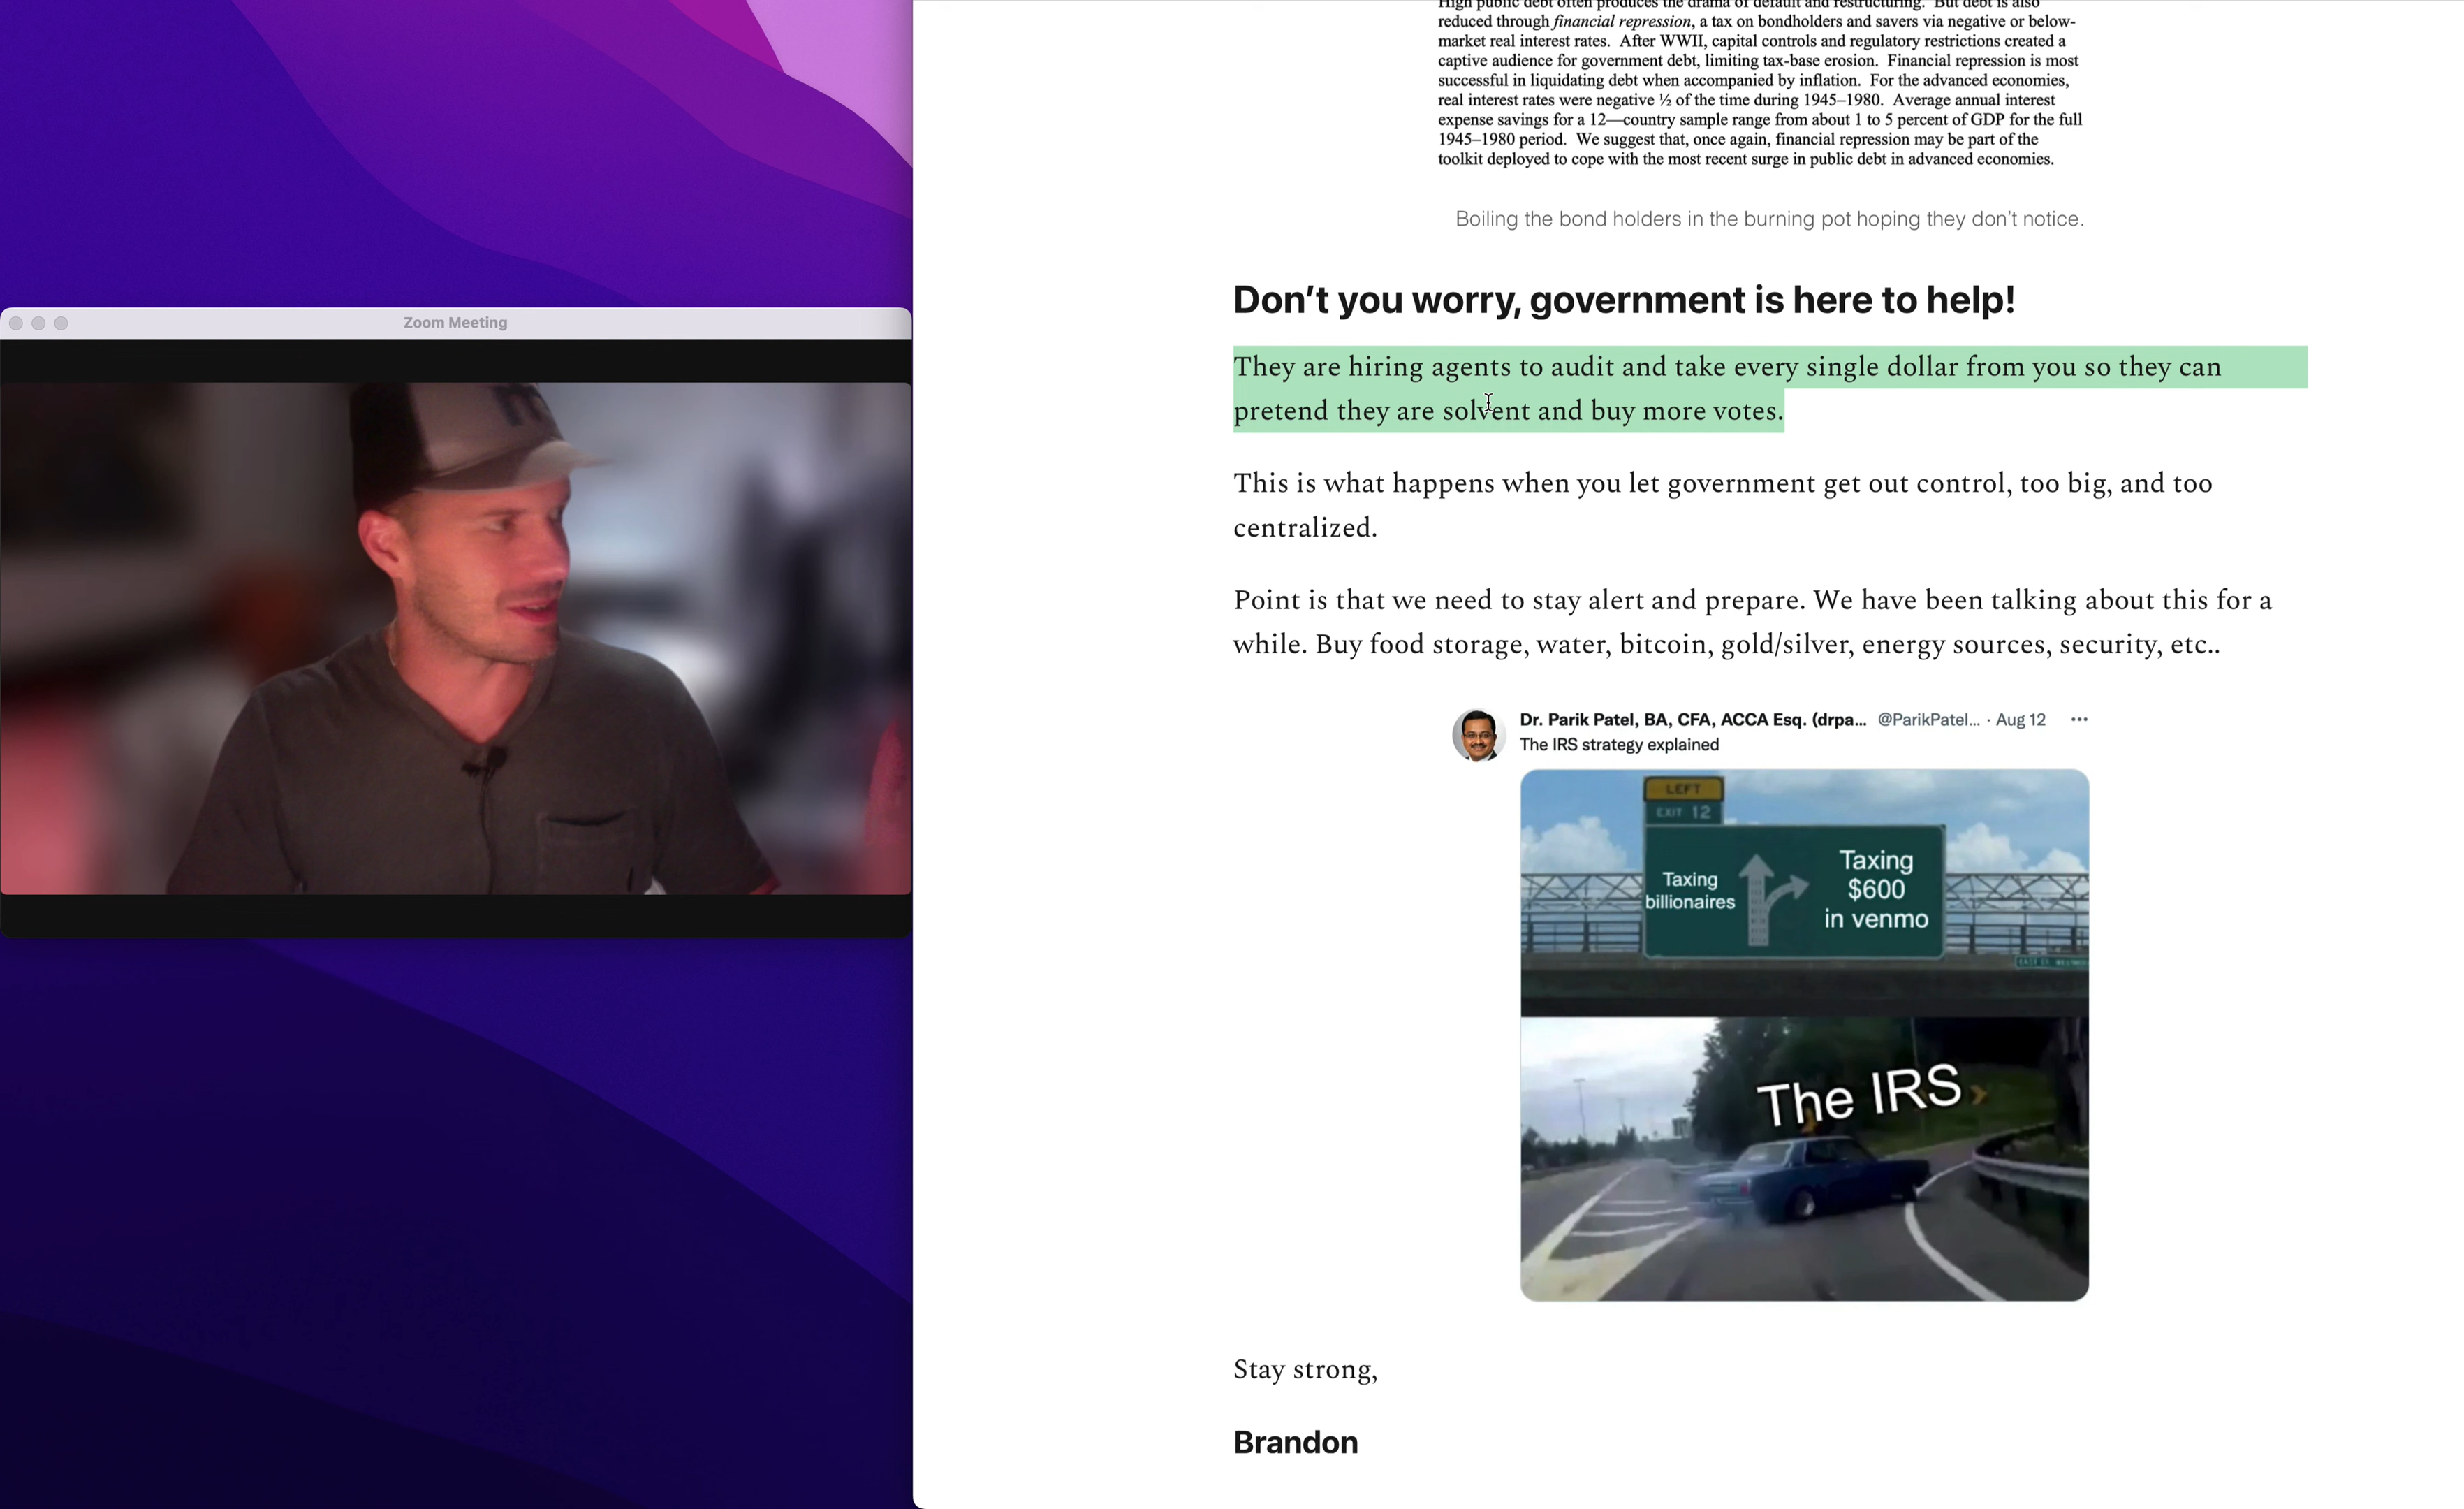 High public debt often produces the drama of default and restructuring. But debt is also
reduced through financial repression, a tax on bondholders and savers via negative or below-
market real interest rates. After WWII, capital controls and regulatory restrictions created a
captive audience for government debt, limiting tax-base erosion. Financial repression is most
successful in liquidating debt when accompanied by inflation. For the advanced economies,
real interest rates were negative ½ of the time during 1945–1980. Average annual interest
expense savings for a 12—country sample range from about 1 to 5 percent of GDP for the full
1945–1980 period. We suggest that, once again, financial repression may be part of the
toolkit deployed to cope with the most recent surge in public debt in advanced economies.
Boiling the bond holders in the burning pot hoping they don't notice.
Don't you worry, government is here to help!
Zoom Meeting
They are hiring agents to audit and take every single dollar from you so they can
pretend they are solvent and buy more votes.
This is what happens when you let government get out control, too big, and too
centralized.
Point is that we need to stay alert and prepare. We have been talking about this for a
while. Buy food storage, water, bitcoin, gold/silver, energy sources, security, etc..
Dr. Parik Patel, BA, CFA, ACCA Esq. (drpa... @ParikPatel... · Aug 12
The IRS strategy explained
LEFT
EXIT 12
Taxing
billionaires
Taxing
$600
in venmo
The IRS
Stay strong,
Brandon